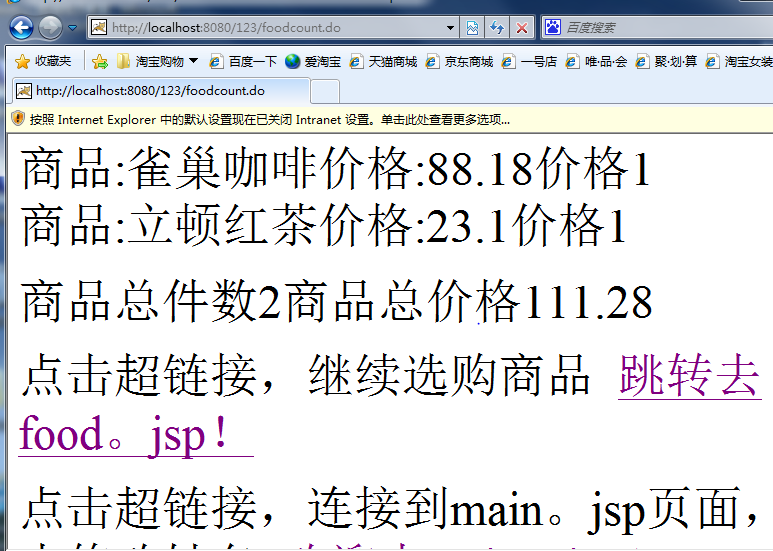 http://localhost:8080/123/foodcount.do
百度搜索
收藏夹 淘宝购物 百度一下 爱淘宝 天猫商城 京东商城 一号店 唯·品·会 聚·划·算 淘宝女装
http://localhost:8080/123/foodcount.do
按照 Internet Explorer 中的默认设置现在已关闭 Intranet 设置。单击此处查看更多选项...
商品:雀巢咖啡价格:88.18价格1
商品:立顿红茶价格:23.1价格1
商品总件数2商品总价格111.28
点击超链接，继续选购商品 跳转去
food。jsp！
点击超链接，连接到main。jsp页面，